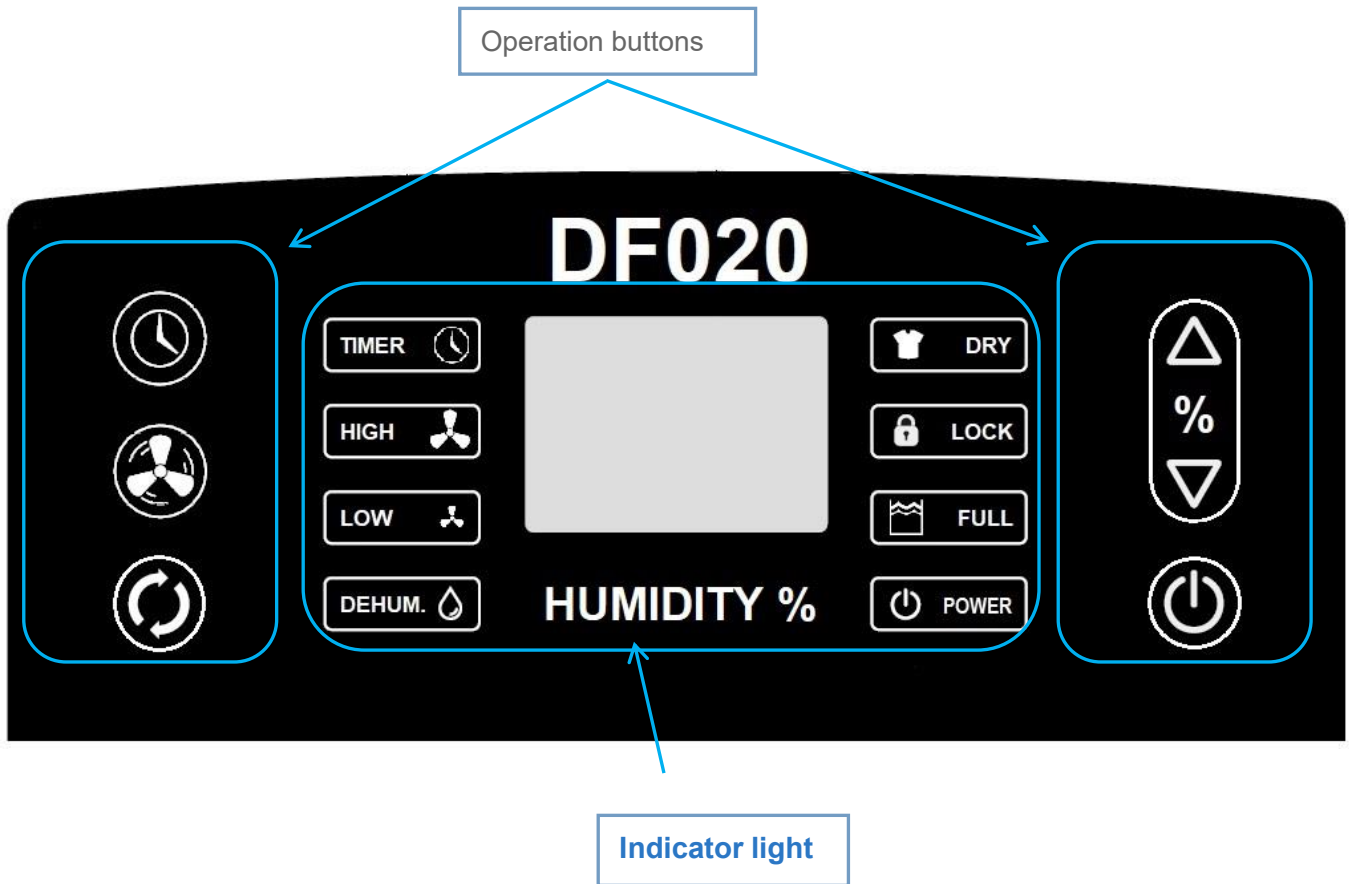 Operation buttons
DF020
TIMER
HIGH
LOW
DEHUM.
HUMIDITY %
DRY
LOCK
FULL
POWER
%
Indicator light